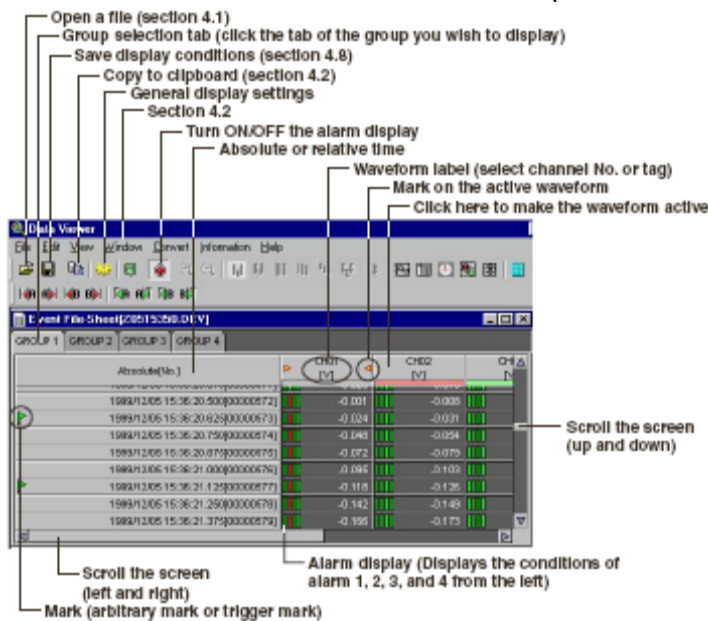 Open a file (section 4.1)
Group selection tab (click the tab of the group you wish to display)
Save display conditions (section 4.8)
Copy to clipboard (section 4.2)
General display settings
Section 4.2
Turn ON/OFF the alarm display
Absolute or relative time
Waveform label (select channel No. or tag)
Mark on the active waveform
Click here to make the waveform active
Data Viewer
File Edit View Window Convert Information Help
Event File-Sheet[Z0515350.DEV]
GROUP 1 GROUP 2 GROUP 3 GROUP 4
Absolute[No.] CH01 CH02
[V] [V]
1999/12/05 15:36:20.500[00000572] -0.001 -0.008
1999/12/05 15:36:20.625[00000573] -0.024 -0.031
1999/12/05 15:36:20.750[00000574] -0.048 -0.054
1999/12/05 15:36:20.875[00000575] -0.072 -0.079
1999/12/05 15:36:21.000[00000576] -0.095 -0.103
1999/12/05 15:36:21.125[00000577] -0.118 -0.126
1999/12/05 15:36:21.250[00000578] -0.142 -0.149
1999/12/05 15:36:21.375[00000579] -0.166 -0.173
Scroll the screen
(up and down)
Alarm display (Displays the conditions of
alarm 1, 2, 3, and 4 from the left)
Scroll the screen
(left and right)
Mark (arbitrary mark or trigger mark)